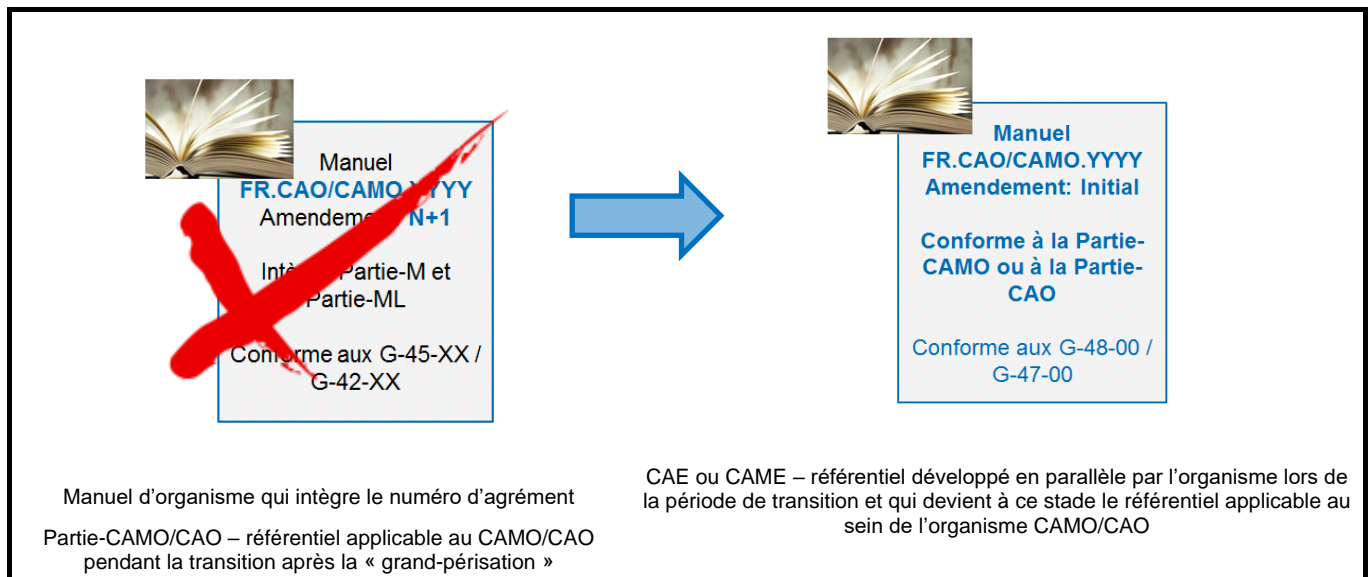 Manuel
FR.CAO/CAMO.YYYY
N+1
Partie-M et
Partie-ML
Conforme aux G-45-XX /
G-42-XX
Manuel d’organisme qui intègre le numéro d’agrément
Partie-CAMO/CAO – référentiel applicable au CAMO/CAO
pendant la transition après la « grand-périsation »
Manuel
FR.CAO/CAMO.YYYY
Amendement: Initial
Conforme à la Partie-
CAMO ou à la Partie-
CAO
Conforme aux G-48-00 /
G-47-00
CAE ou CAME – référentiel développé en parallèle par l’organisme lors de
la période de transition et qui devient à ce stade le référentiel applicable au
sein de l’organisme CAMO/CAO